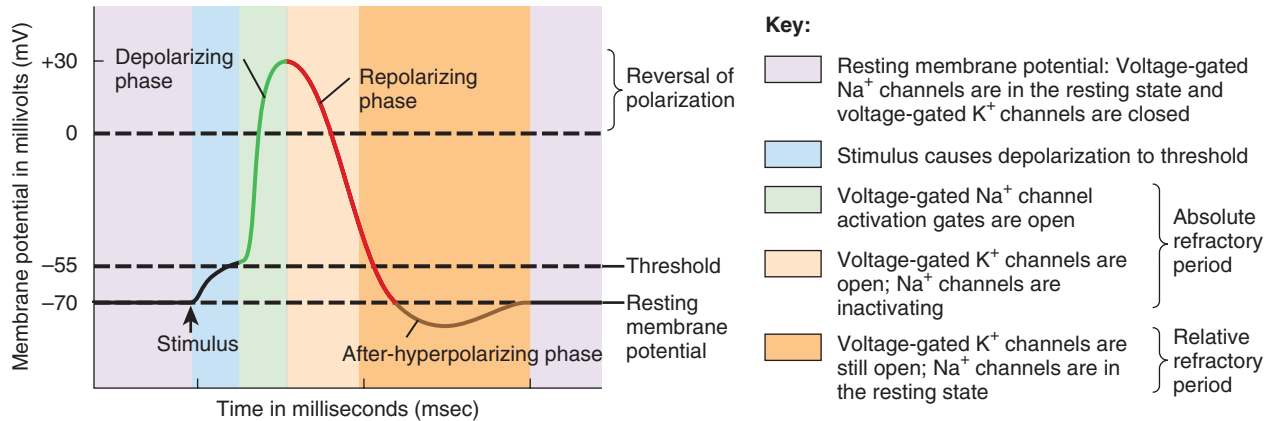 Membrane potential in millivolts (mV)
+30
0
–55
–70
Depolarizing
phase
Repolarizing
phase
Reversal of
polarization
Threshold
Resting
membrane
potential
Stimulus
After-hyperpolarizing phase
Time in milliseconds (msec)
Key:
Resting membrane potential: Voltage-gated
Na+ channels are in the resting state and
voltage-gated K+ channels are closed
Stimulus causes depolarization to threshold
Voltage-gated Na+ channel
activation gates are open
Voltage-gated K+ channels are
open; Na+ channels are
inactivating
Absolute
refractory
period
Voltage-gated K+ channels are
still open; Na+ channels are in
the resting state
Relative
refractory
period